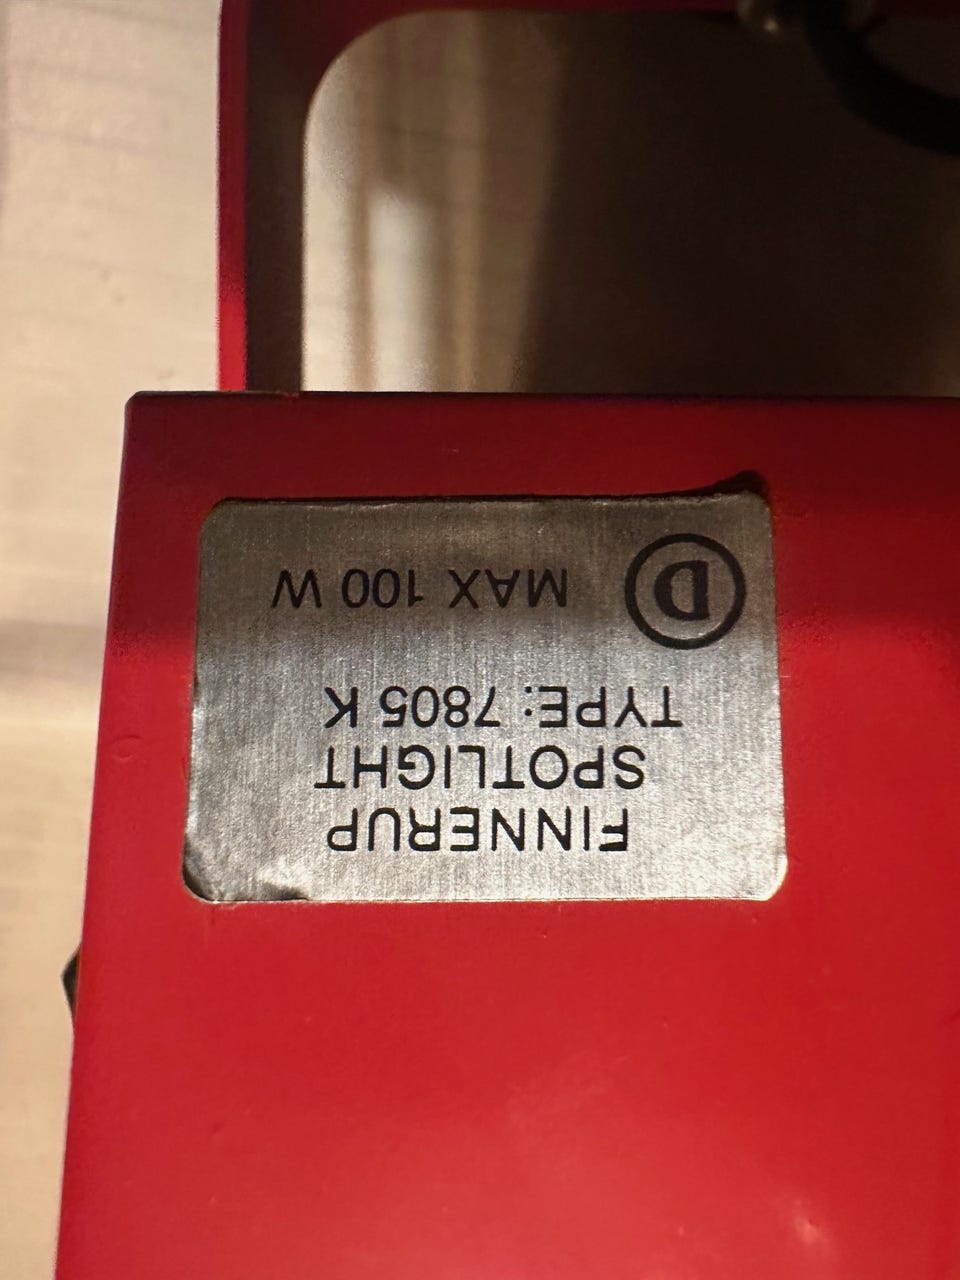 FINNERUP
SPOTLIGHT
TYPE: 7805 K
D MAX 100 W